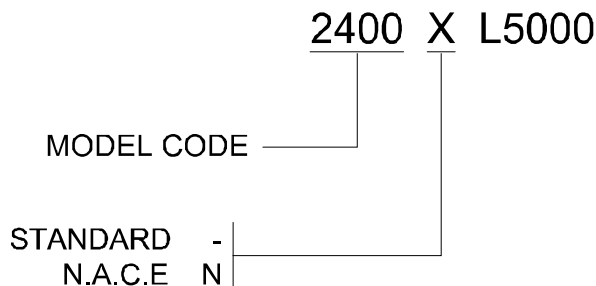 2400 X L5000
MODEL CODE
STANDARD -
N.A.C.E N